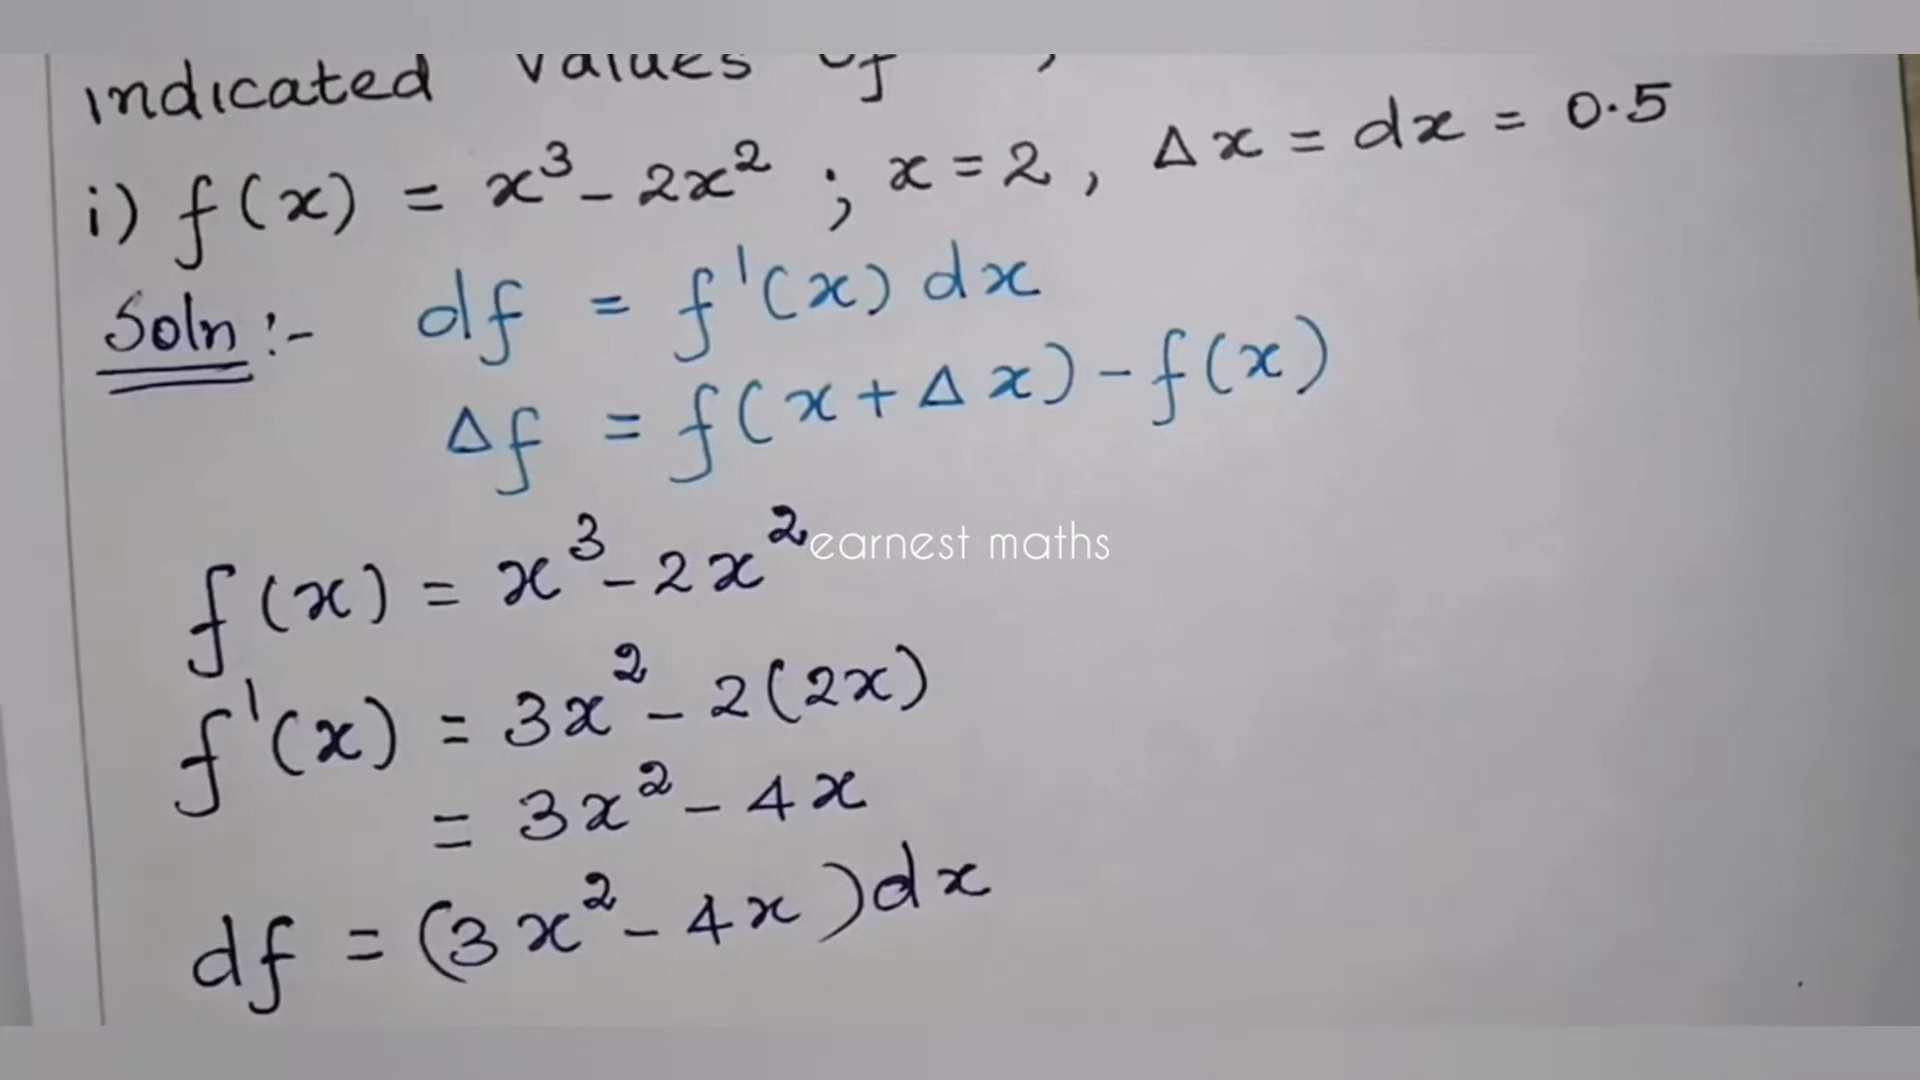 indicated values of ,
i) f(x) = x³ - 2x² ; x = 2 , Δx = dx = 0.5
Soln :- df = f'(x) dx
Δf = f(x + Δx) - f(x)
f(x) = x³ - 2x²
earnest maths
f'(x) = 3x² - 2(2x)
= 3x² - 4x
df = (3x² - 4x)dx